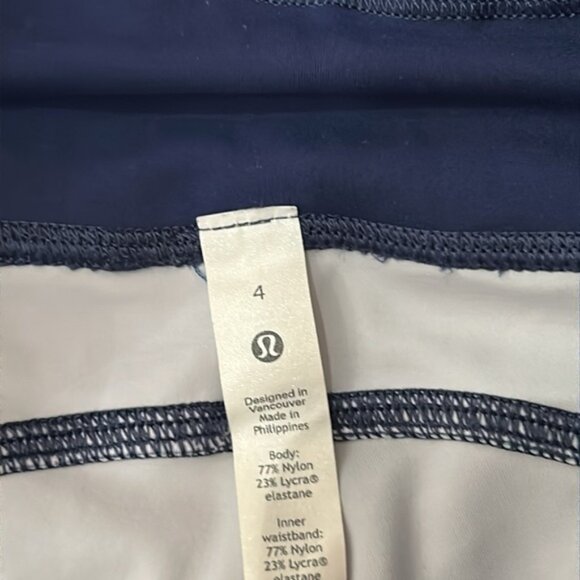 4
Designed in
Vancouver
Made in
Philippines
Body:
77% Nylon
23% Lycra®
elastane
Inner
waistband:
77% Nylon
23% Lycra®
elastane